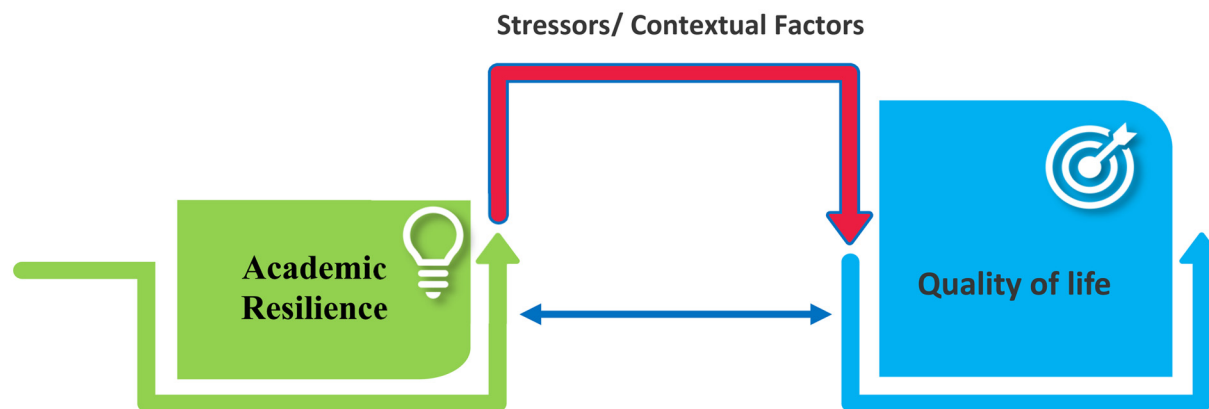 Stressors/ Contextual Factors
Academic
Resilience
Quality of life